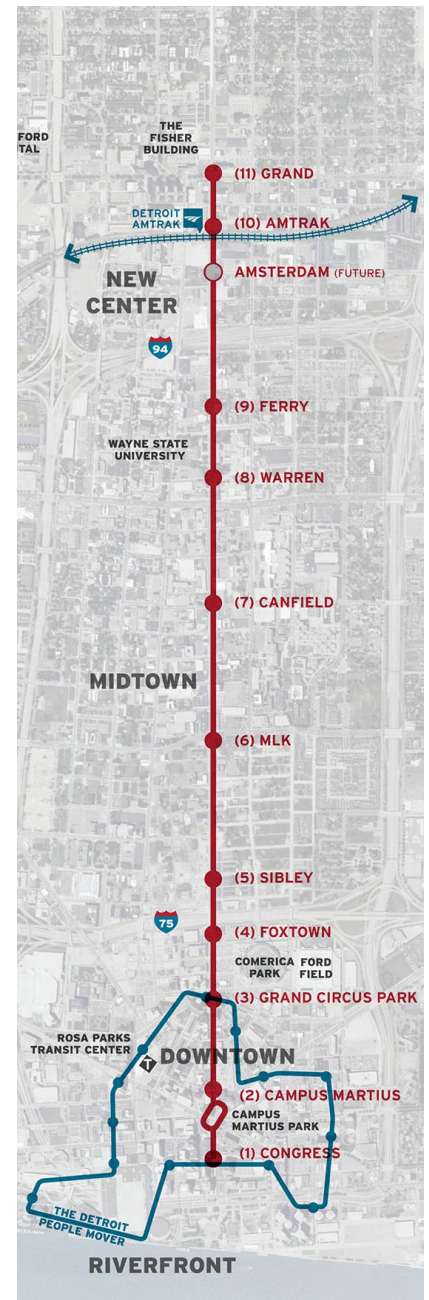 THE
FISHER
BUILDING
FORD
TAL
(11) GRAND
DETROIT
AMTRAK
(10) AMTRAK
AMSTERDAM (FUTURE)
NEW
CENTER
94
(9) FERRY
WAYNE STATE
UNIVERSITY
(8) WARREN
(7) CANFIELD
MIDTOWN
(6) MLK
(5) SIBLEY
75
(4) FOXTOWN
COMERICA
PARK
FORD
FIELD
(3) GRAND CIRCUS PARK
ROSA PARKS
TRANSIT CENTER
T
DOWNTOWN
(2) CAMPUS MARTIUS
CAMPUS
MARTIUS PARK
(1) CONGRESS
THE DETROIT
PEOPLE MOVER
RIVERFRONT